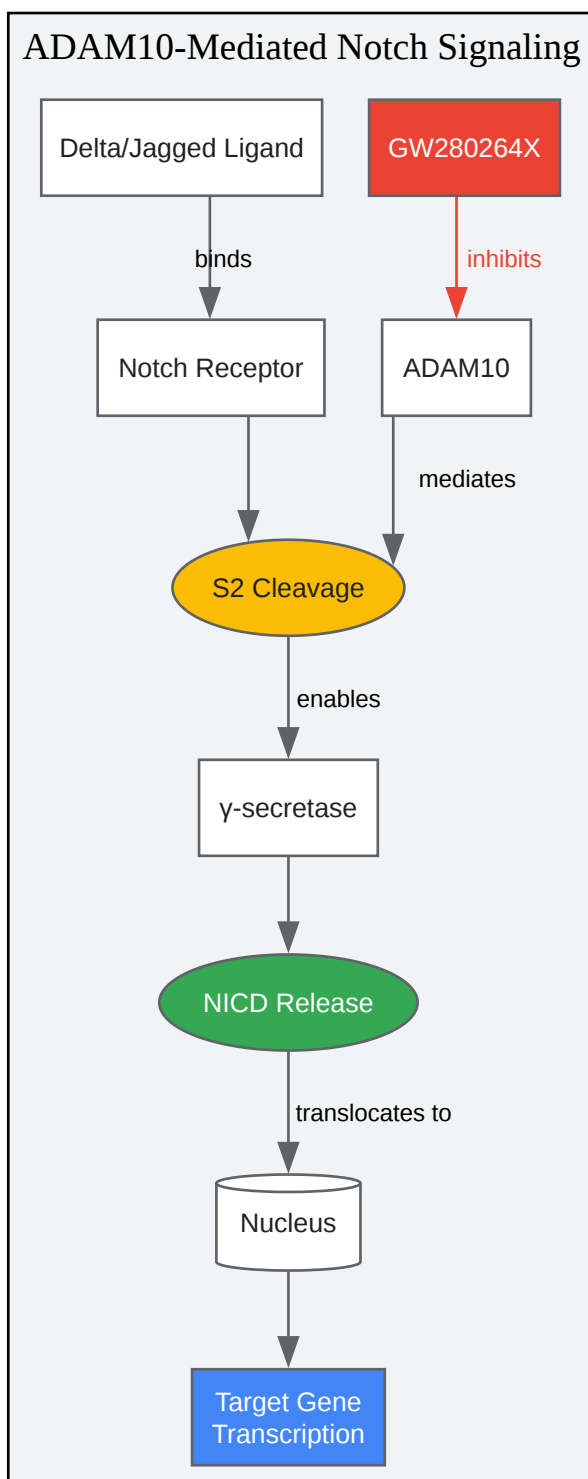 ADAM10-Mediated Notch Signaling
Delta/Jagged Ligand
GW280264X
binds
inhibits
Notch Receptor
ADAM10
mediates
S2 Cleavage
enables
γ-secretase
NICD Release
translocates to
Nucleus
Target Gene
Transcription